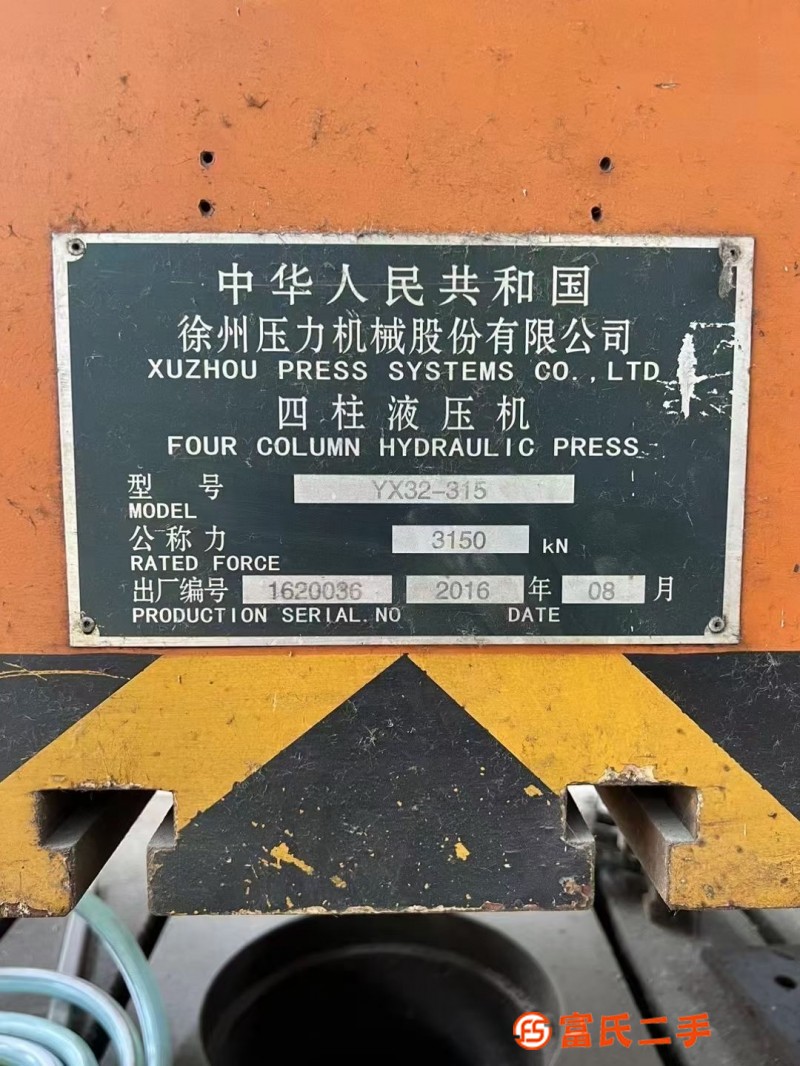 中华人民共和国
徐州压力机械股份有限公司
XUZHOU PRESS SYSTEMS CO.,LTD
四柱液压机
FOUR COLUMN HYDRAULIC PRESS
型 号 YX32-315
MODEL
公称力 3150 kN
RATED FORCE
出厂编号 1620036 2016 年 08 月
PRODUCTION SERIAL.NO DATE
FS 富氏二手